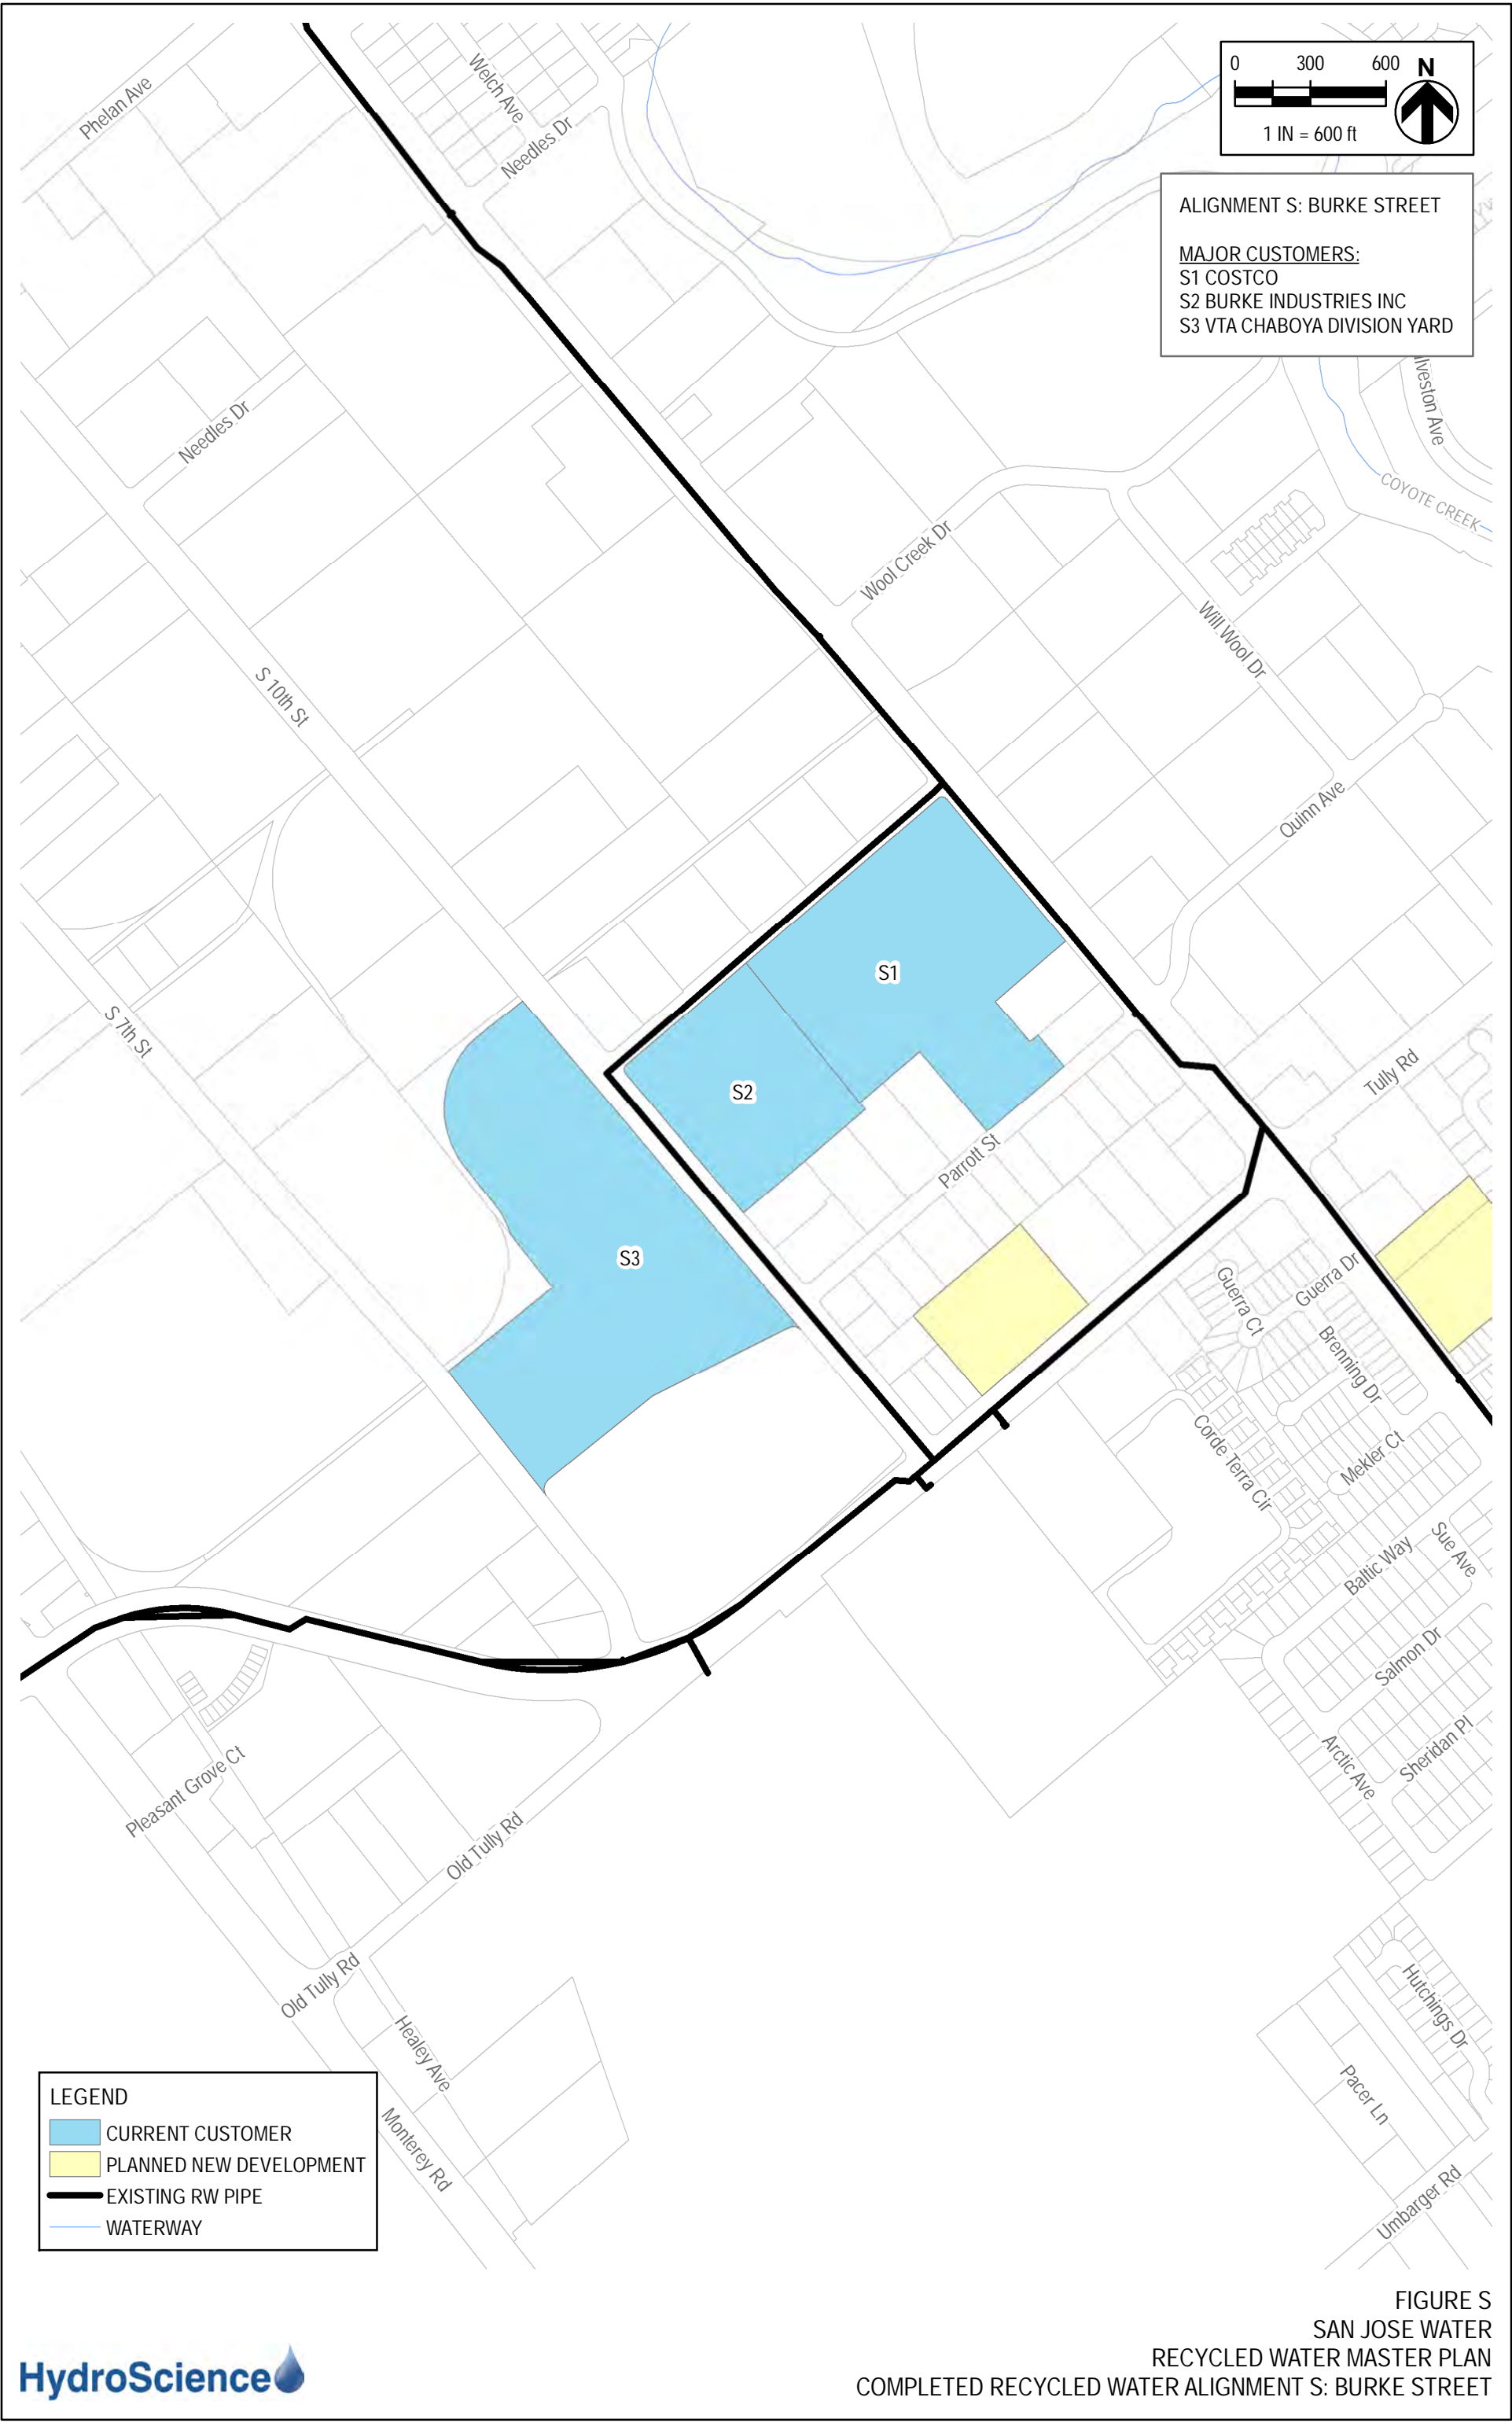 0 300 600 N
1 IN = 600 ft
ALIGNMENT S: BURKE STREET
MAJOR CUSTOMERS:
S1 COSTCO
S2 BURKE INDUSTRIES INC
S3 VTA CHABOYA DIVISION YARD
Phelan Ave
Welch Ave
Needles Dr
Needles Dr
lveston Ave
COYOTE CREEK
Wool Creek Dr
Will Wool Dr
S 10th St
Quinn Ave
S1
S 7th St
S2
Tully Rd
Parrott St
S3
Guerra Ct
Guerra Dr
Brenning Dr
Corde Terra Cir
Mekler Ct
Sue Ave
Baltic Way
Salmon Dr
Sheridan Pl
Arctic Ave
Pleasant Grove Ct
Old Tully Rd
Old Tully Rd
Healey Ave
Monterey Rd
Hutchings Dr
Pacer Ln
Umbarger Rd
LEGEND
CURRENT CUSTOMER
PLANNED NEW DEVELOPMENT
EXISTING RW PIPE
WATERWAY
FIGURE S
SAN JOSE WATER
RECYCLED WATER MASTER PLAN
COMPLETED RECYCLED WATER ALIGNMENT S: BURKE STREET
HydroScience